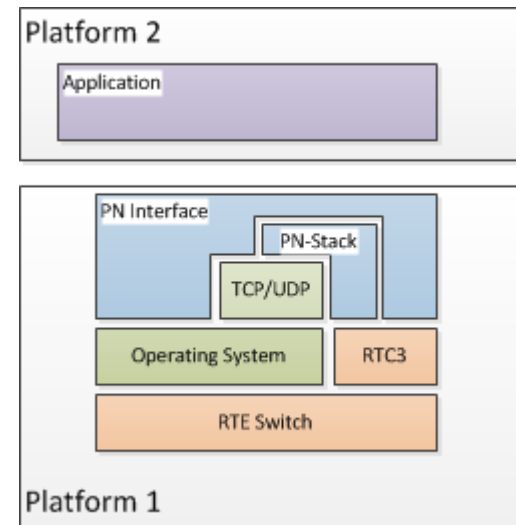 Platform 2
Application
PN Interface
PN-Stack
TCP/UDP
Operating System
RTC3
RTE Switch
Platform 1